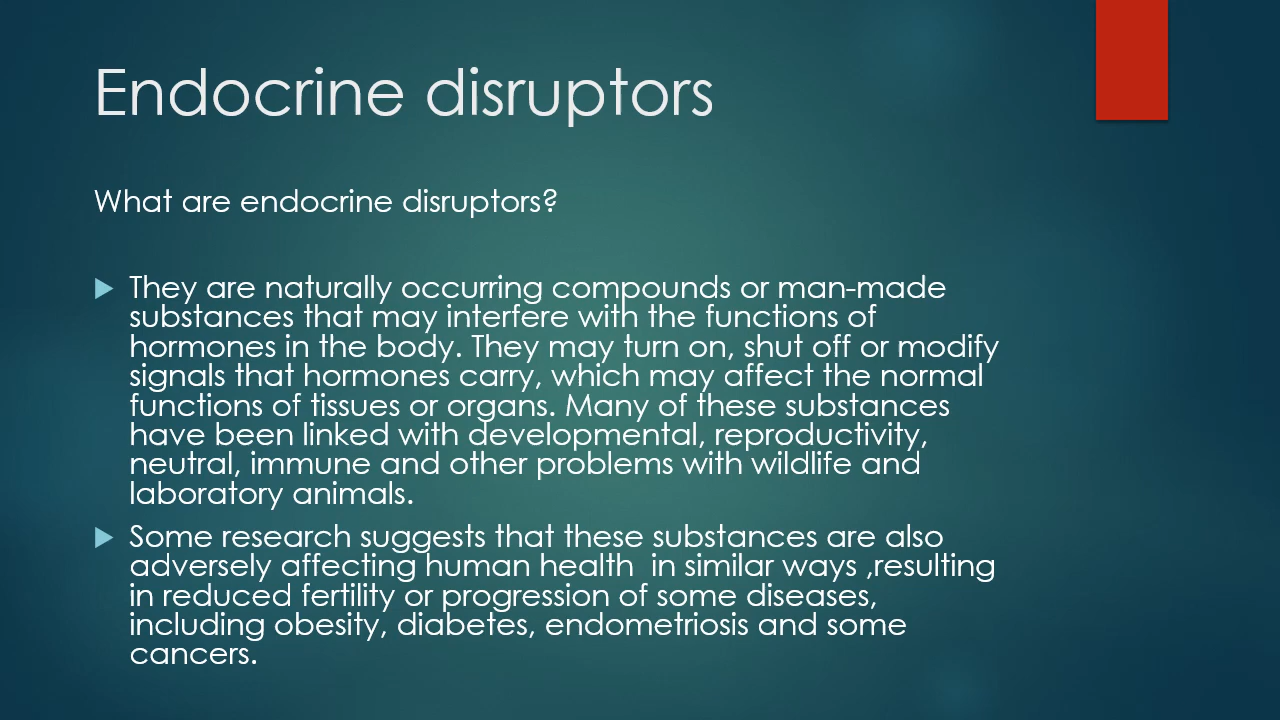 Endocrine disruptors
What are endocrine disruptors?
They are naturally occurring compounds or man-made
substances that may interfere with the functions of
hormones in the body. They may turn on, shut off or modify
signals that hormones carry, which may affect the normal
functions of tissues or organs. Many of these substances
have been linked with developmental, reproductivity,
neutral, immune and other problems with wildlife and
laboratory animals.
Some research suggests that these substances are also
adversely affecting human health  in similar ways ,resulting
in reduced fertility or progression of some diseases,
including obesity, diabetes, endometriosis and some
cancers.